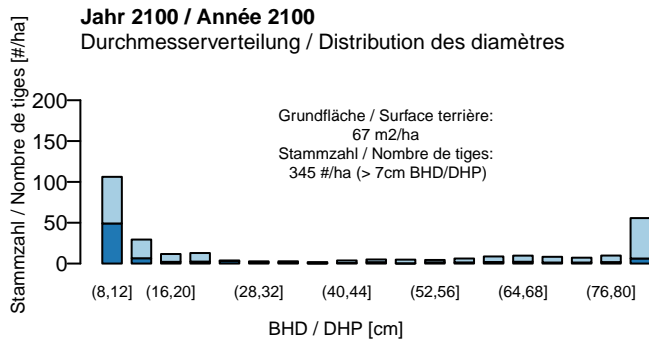 Jahr 2100 / Année 2100
Durchmesserverteilung / Distribution des diamètres
Stammzahl / Nombre de tiges [#/ha]
200
150
100
50
0
Grundfläche / Surface terrière:
67 m2/ha
Stammzahl / Nombre de tiges:
345 #/ha (> 7cm BHD/DHP)
(8,12]
(16,20]
(28,32]
(40,44]
(52,56]
(64,68]
(76,80]
BHD / DHP [cm]